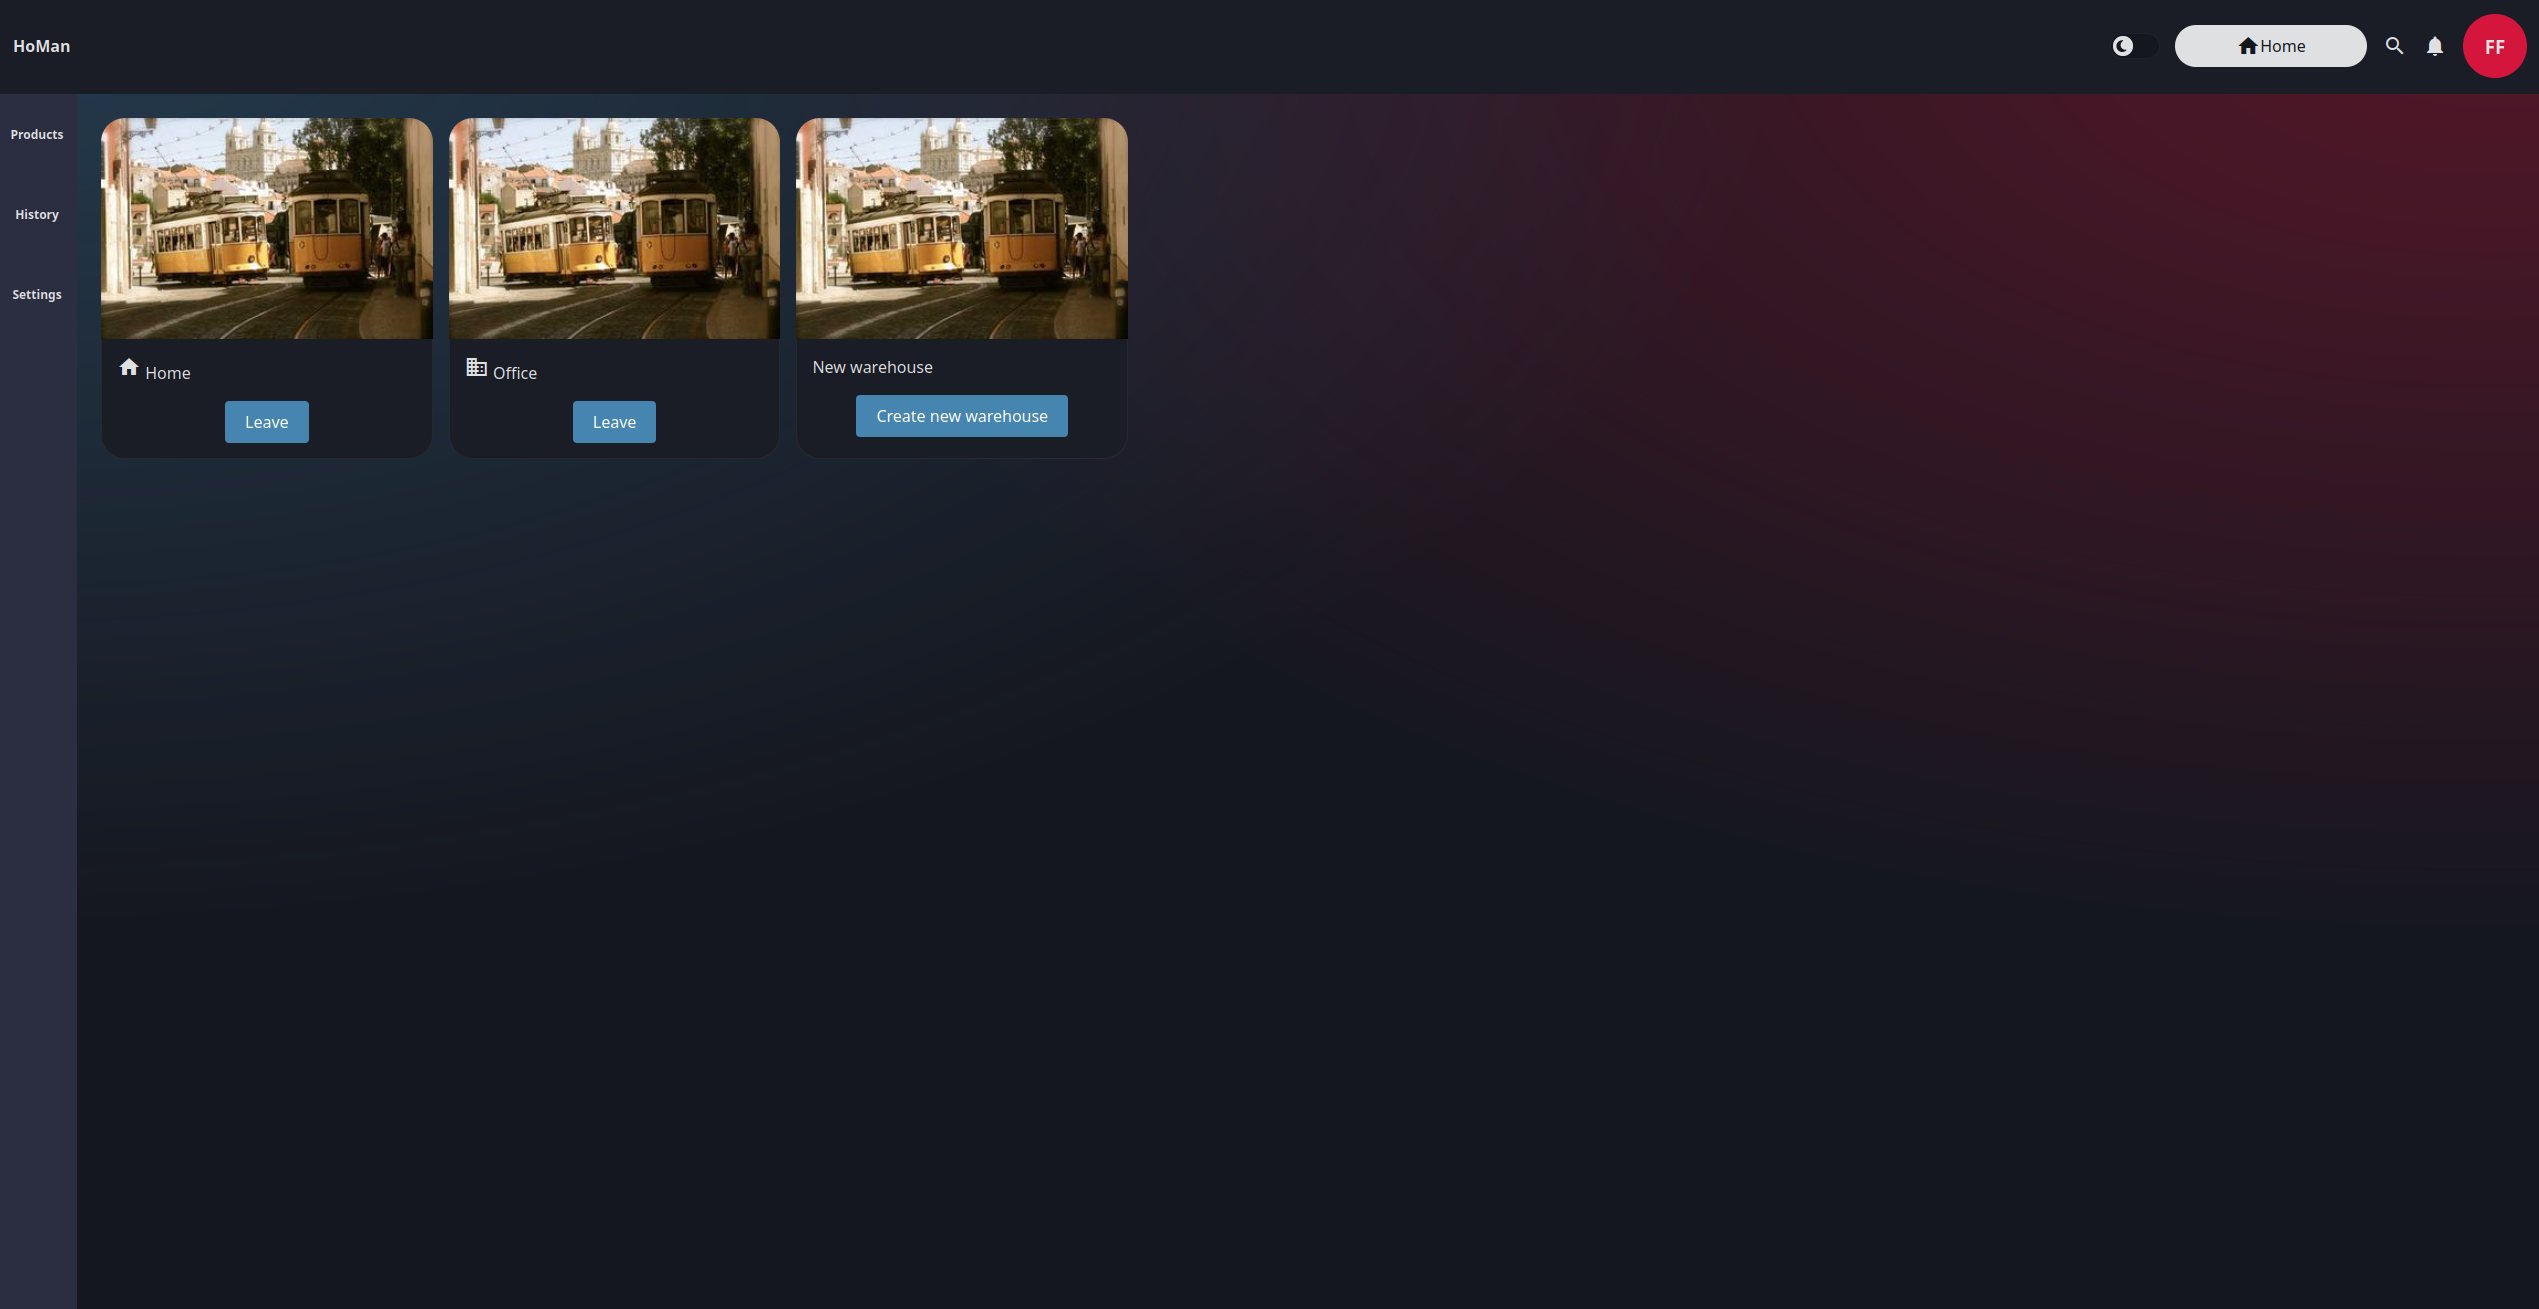 HoMan
Home
FF
Products
History
Settings
Home
Office
New warehouse
Leave
Leave
Create new warehouse